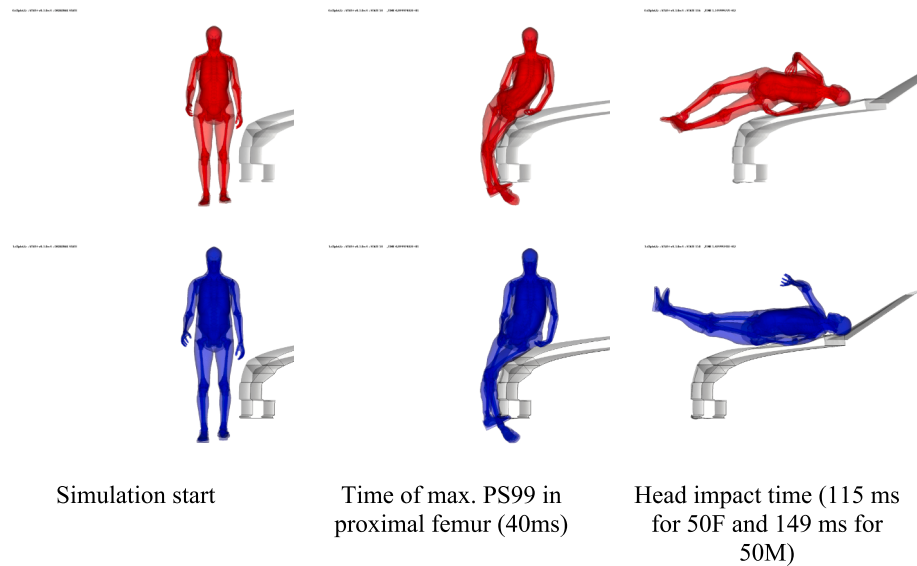 Simulation start
Time of max. PS99 in
proximal femur (40ms)
Head impact time (115 ms
for 50F and 149 ms for
50M)